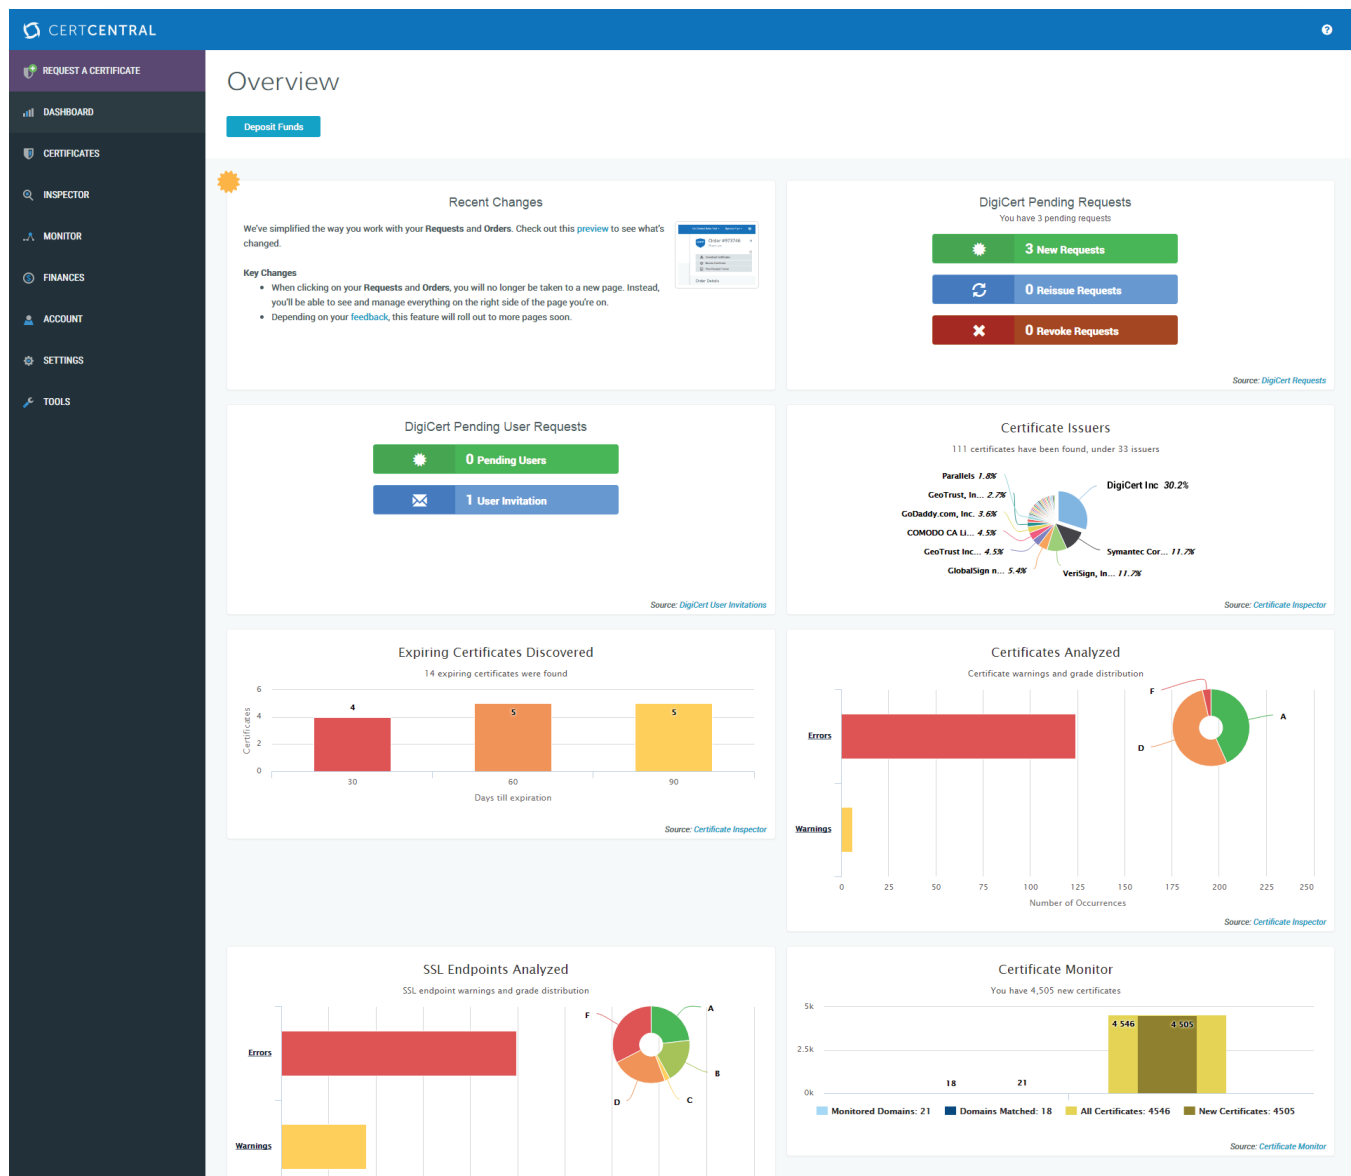 CERTCENTRAL
REQUEST A CERTIFICATE
DASHBOARD
CERTIFICATES
INSPECTOR
MONITOR
FINANCES
ACCOUNT
SETTINGS
TOOLS
Overview
Deposit Funds
Recent Changes
We've simplified the way you work with your Requests and Orders. Check out this preview to see what's
changed.
Key Changes
When clicking on your Requests and Orders, you will no longer be taken to a new page. Instead,
you'll be able to see and manage everything on the right side of the page you're on.
Depending on your feedback, this feature will roll out to more pages soon.
Order Details
DigiCert Pending Requests
You have 3 pending requests
3 New Requests
0 Reissue Requests
0 Revoke Requests
Source: DigiCert Requests
DigiCert Pending User Requests
0 Pending Users
1 User Invitation
Source: DigiCert User Invitations
Certificate Issuers
111 certificates have been found, under 33 issuers
Parallels 1.8%
GeoTrust, In... 2.7%
GoDaddy.com, Inc. 3.6%
COMODO CA Li... 4.5%
GeoTrust Inc... 4.5%
GlobalSign n... 5.4%
DigiCert Inc 30.2%
Symantec Cor... 11.7%
VeriSign, In... 11.7%
Source: Certificate Inspector
Expiring Certificates Discovered
14 expiring certificates were found
Certificates
6
4
2
0
4
5
5
30
60
90
Days till expiration
Source: Certificate Inspector
Certificates Analyzed
Certificate warnings and grade distribution
F
A
D
Errors
Warnings
0
25
50
75
100
125
150
175
200
225
250
Number of Occurrences
Source: Certificate Inspector
SSL Endpoints Analyzed
SSL endpoint warnings and grade distribution
F
A
B
C
D
Errors
Warnings
Certificate Monitor
You have 4,505 new certificates
5k
2.5k
0k
18
21
4 546
4 505
Monitored Domains: 21
Domains Matched: 18
All Certificates: 4546
New Certificates: 4505
Source: Certificate Monitor